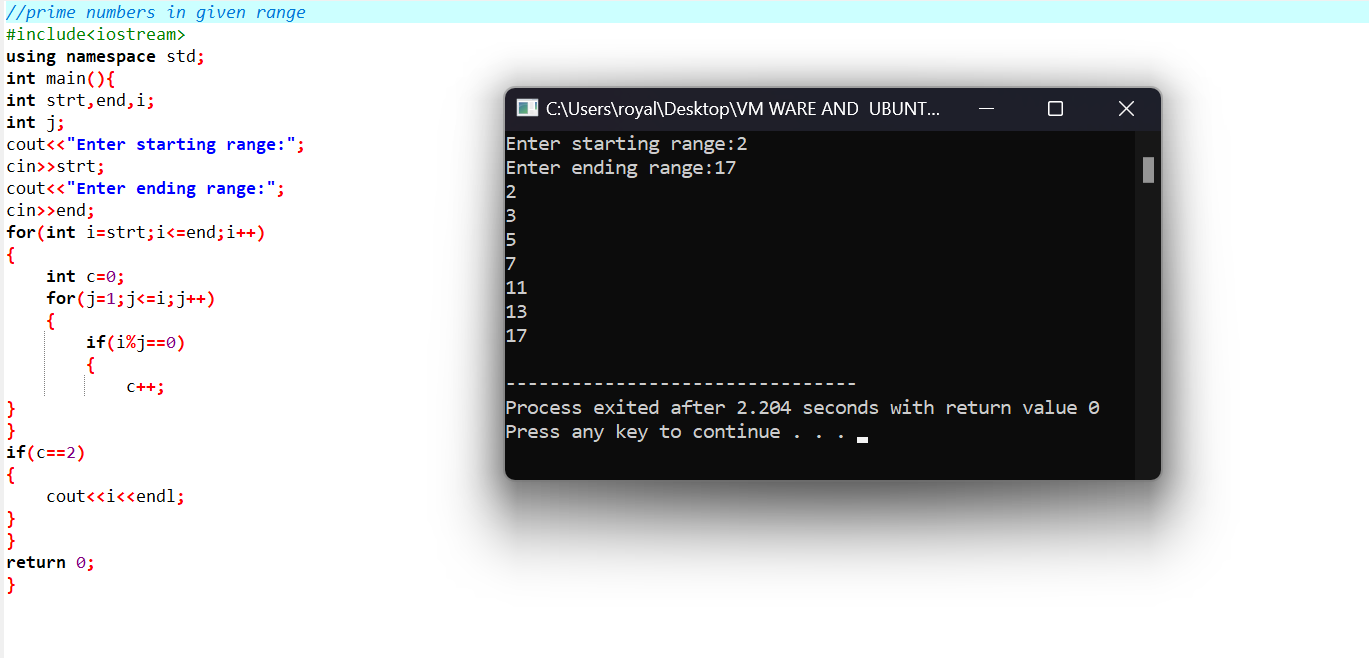 //prime numbers in given range
#include<iostream>
using namespace std;
int main(){
int strt,end,i;
int j;
cout<<"Enter starting range:";
cin>>strt;
cout<<"Enter ending range:";
cin>>end;
for(int i=strt;i<=end;i++)
{
    int c=0;
    for(j=1;j<=i;j++)
    {
        if(i%j==0)
        {
            c++;
}
}
if(c==2)
{
    cout<<i<<endl;
}
}
return 0;
}
C:\Users\royal\Desktop\VM WARE AND  UBUNT...
Enter starting range:2
Enter ending range:17
2
3
5
7
11
13
17
--------------------------------
Process exited after 2.204 seconds with return value 0
Press any key to continue . . .